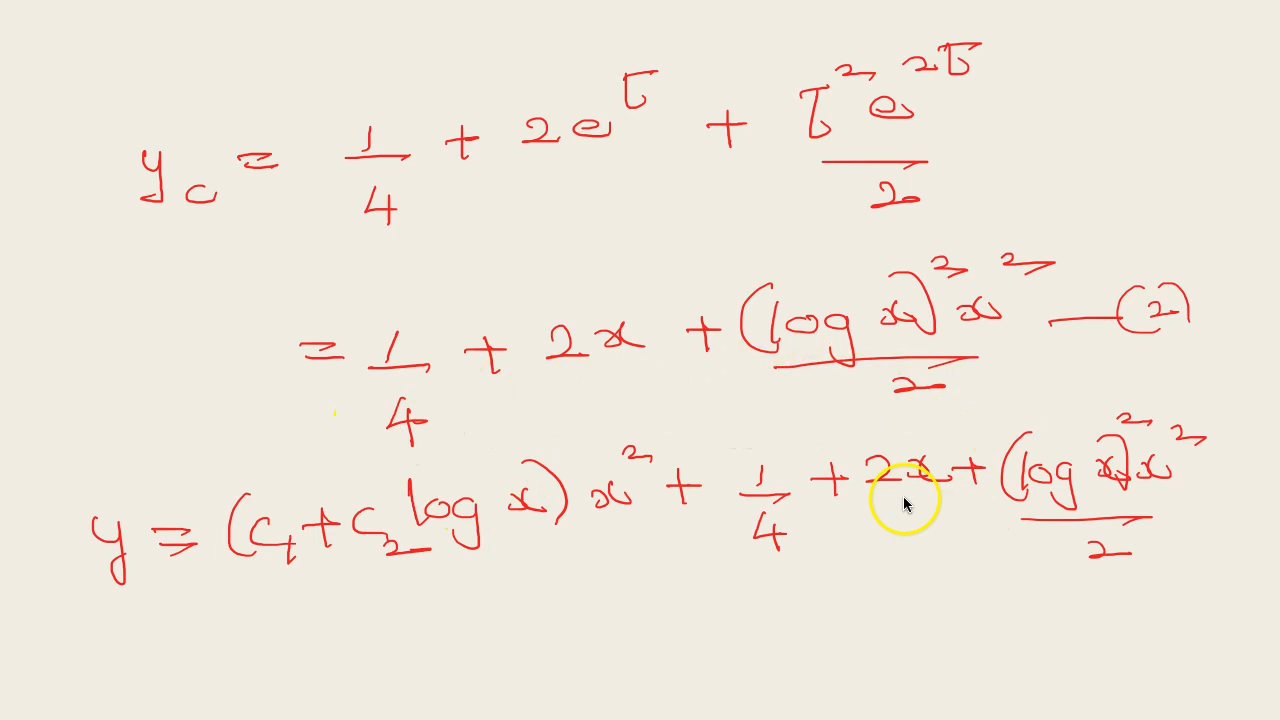 y_c = 1/4 + 2e^t + t^2 e^{2t}/2
= 1/4 + 2x + (log x)^2 x^2/2 —(2)
y = (c_1 + c_2 log x) x^2 + 1/4 + 2x + (log x)^2 x^2/2